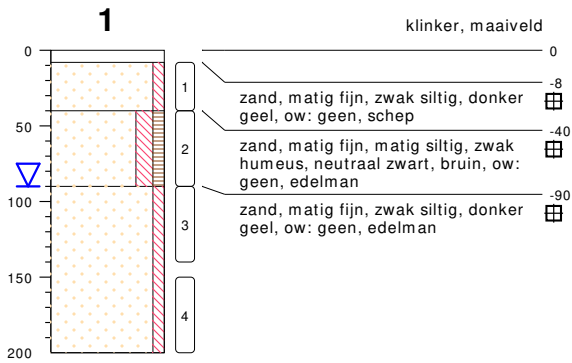 1
klinker, maaiveld
0
0
-8
zand, matig fijn, zwak siltig, donker
geel, ow: geen, schep
1
-40
50
zand, matig fijn, matig siltig, zwak
humeus, neutraal zwart, bruin, ow:
geen, edelman
2
-90
100
zand, matig fijn, zwak siltig, donker
geel, ow: geen, edelman
3
150
4
200